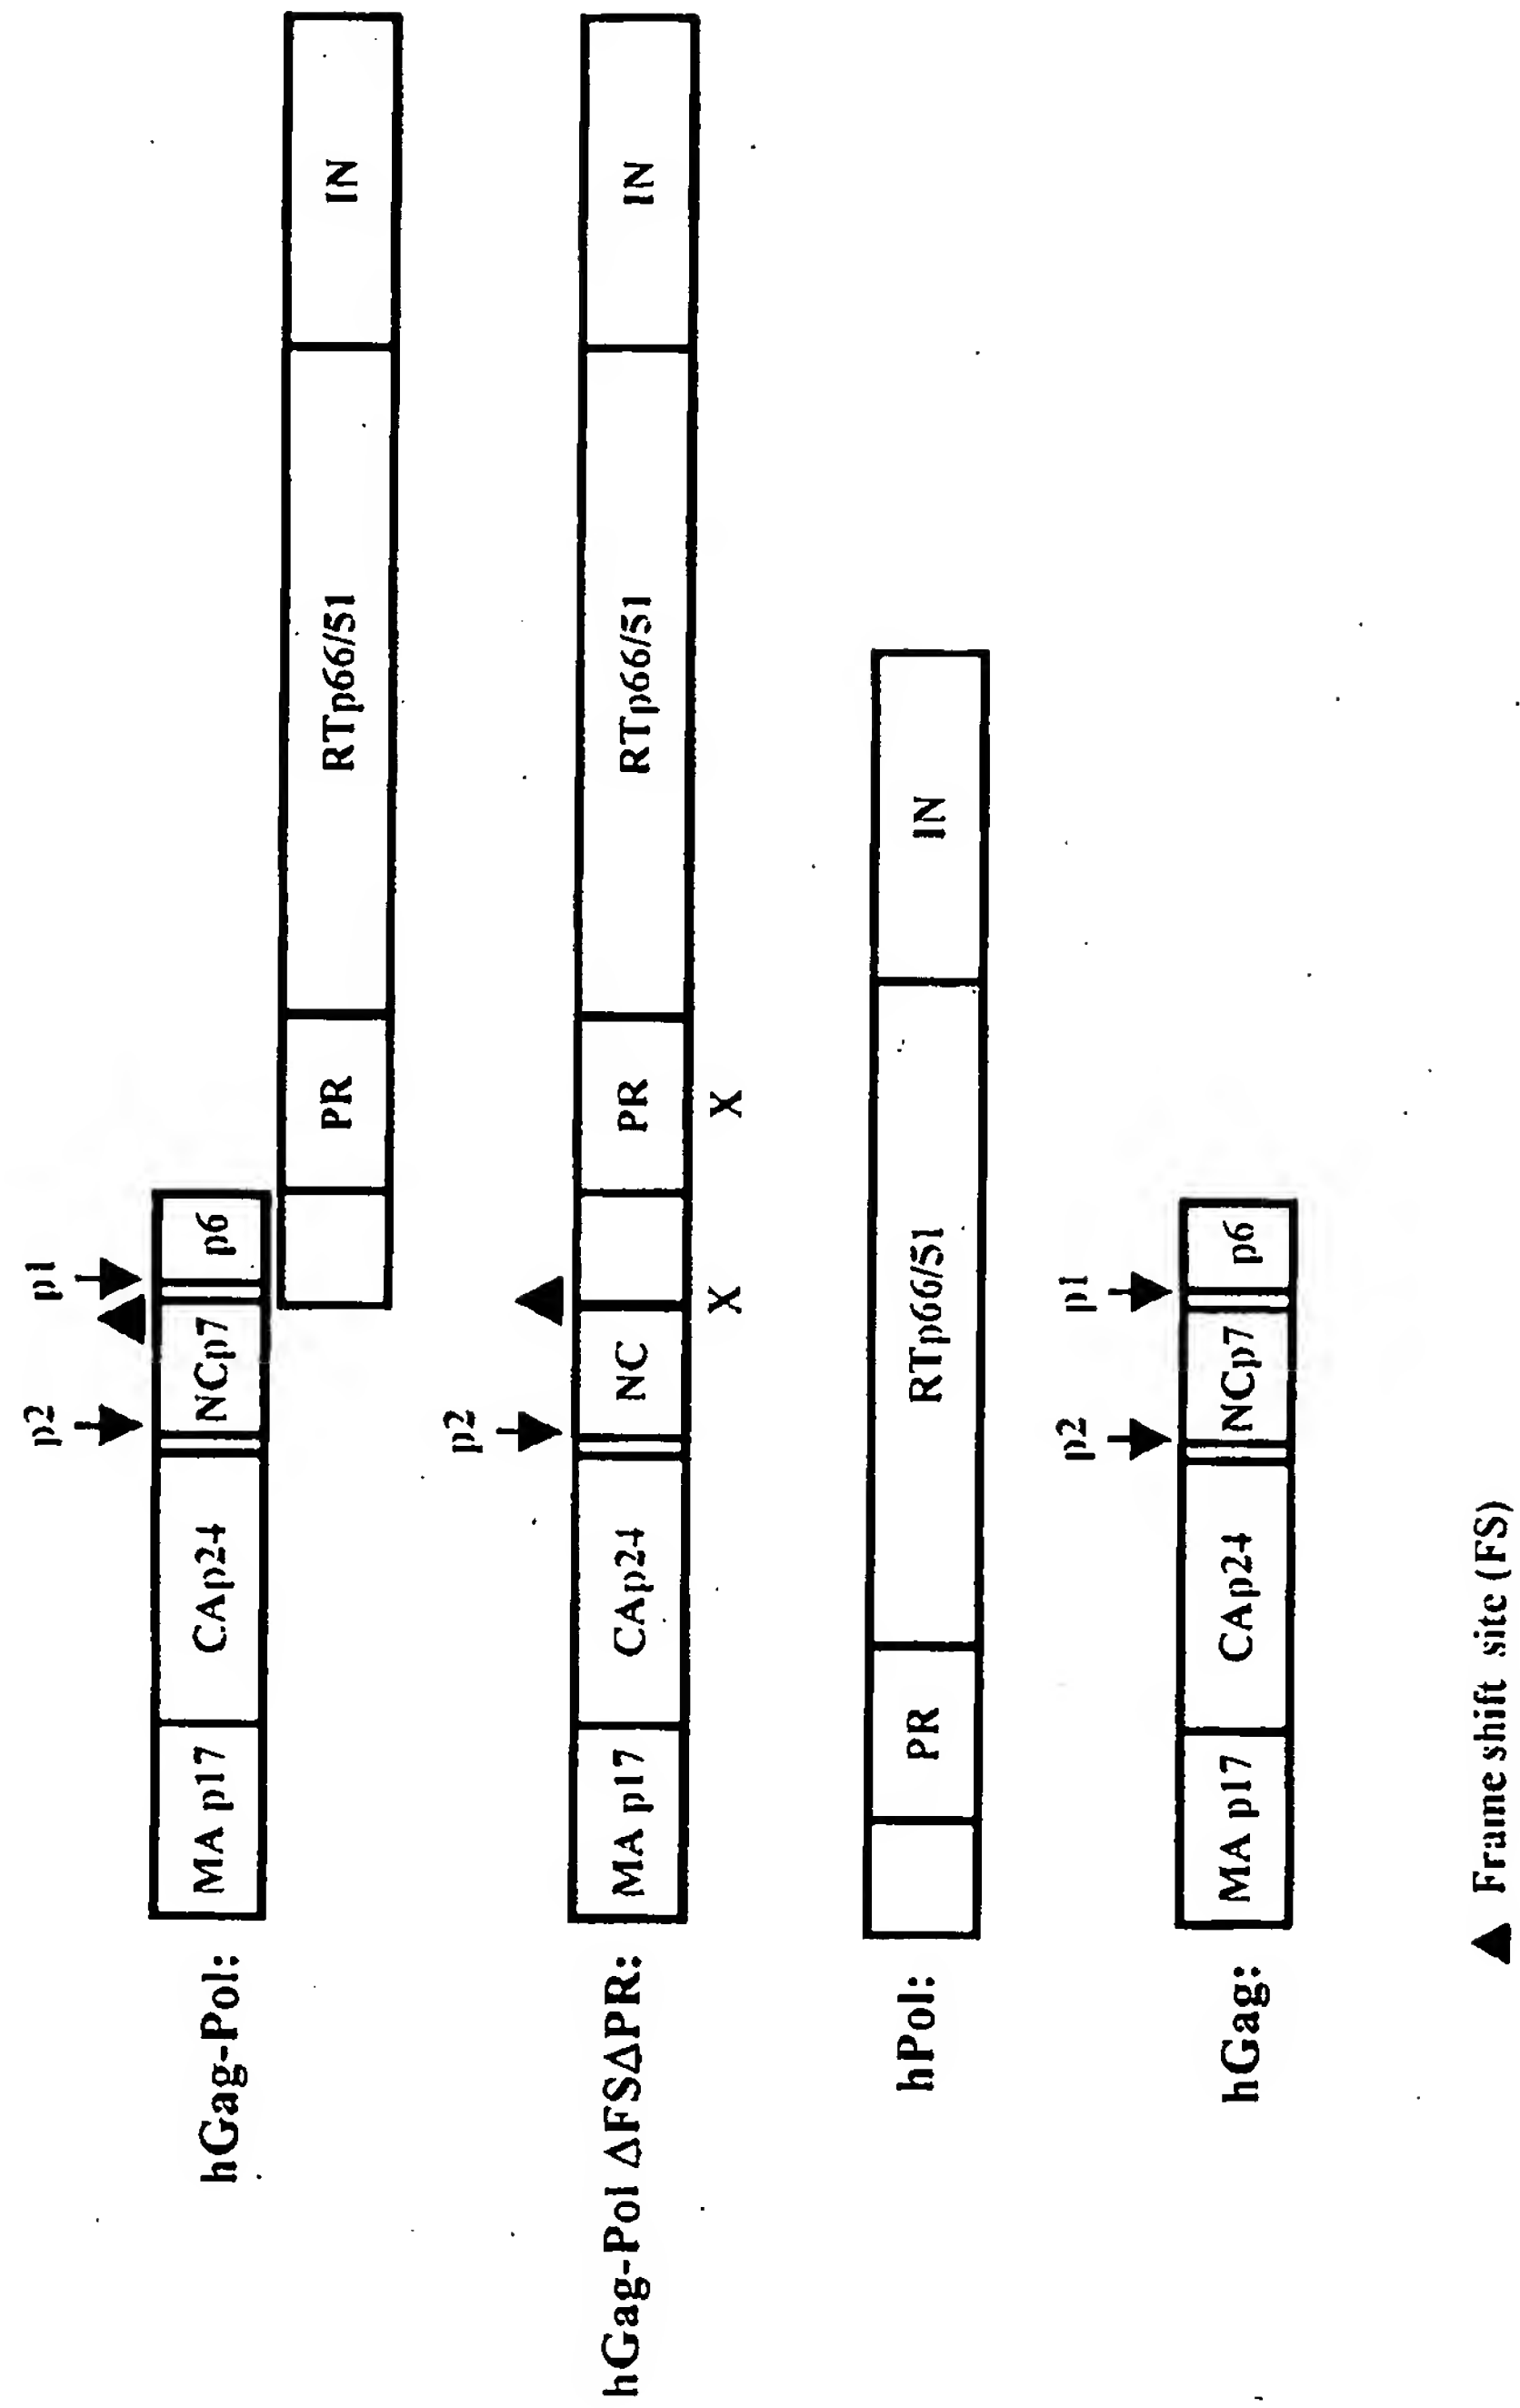 p2 p1
hGag-Pol: MA p17 CAp24 NCp7 p6
PR RTp66/51 IN
p2
hGag-Pol ΔFSΔPR: MA p17 CAp24 NC PR RTp66/51 IN
X X
hPol: PR RTp66/51 IN
p2 p1
hGag: MA p17 CAp24 NCp7 p6
▲ Frame shift site (FS)